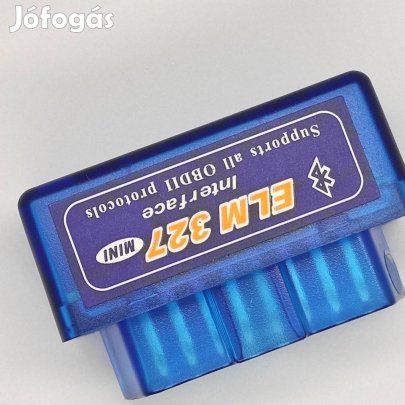 Jófogás
ELM 327
MINI
Interface
Supports all OBDII protocols